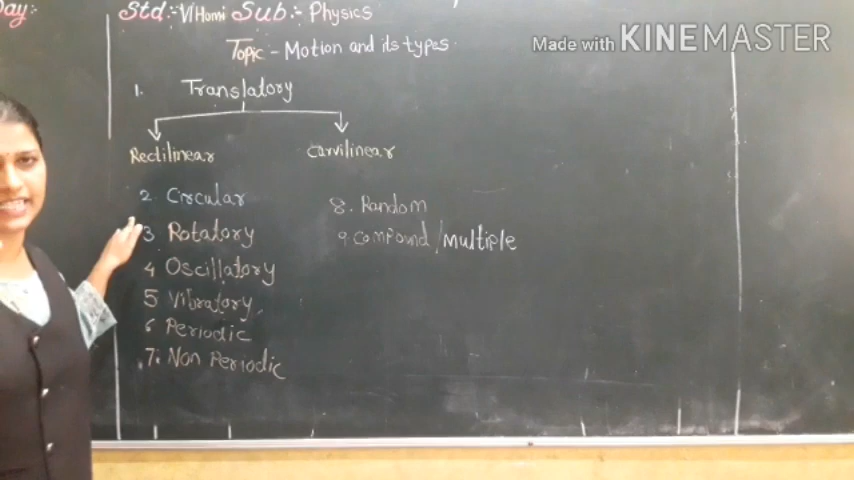 Day:-
Std:- VI Homi Sub:- Physics
Made with KINEMASTER
Topic - Motion and its types.
1. Translatory
Rectilinear Carvilinear
2 Circular
8. Random
3 Rotatory
9. Compound / Multiple
4 Oscillatory
5 Vibratory
6 Periodic
7. Non Periodic